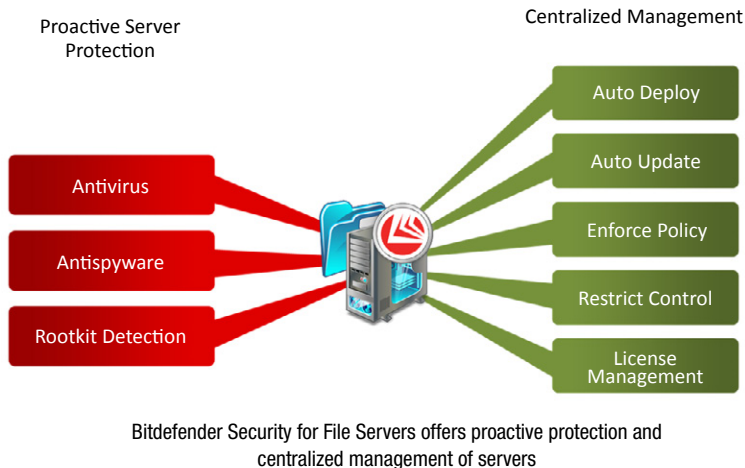 Proactive Server
Protection
Centralized Management
Antivirus
Antispyware
Rootkit Detection
Auto Deploy
Auto Update
Enforce Policy
Restrict Control
License
Management
Bitdefender Security for File Servers offers proactive protection and
centralized management of servers